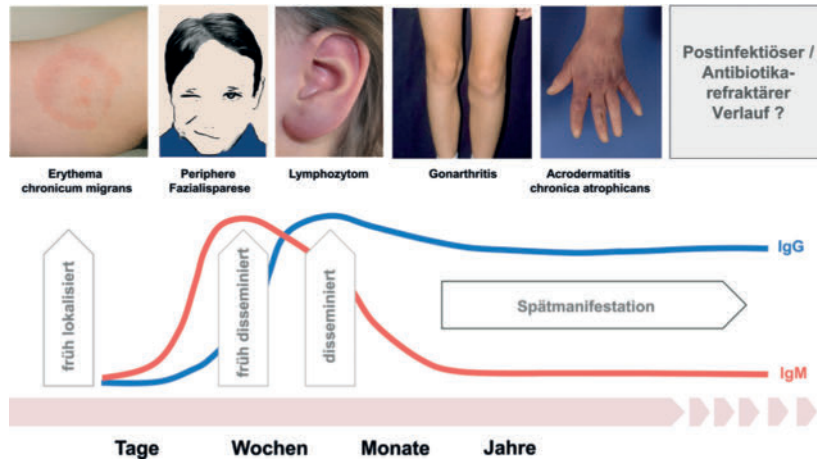 Postinfektiöser /
Antibiotika-
refraktärer
Verlauf ?
Erythema
chronicum migrans
Periphere
Fazialisparese
Lymphozytom
Gonarthritis
Acrodermatitis
chronica atrophicans
früh lokalisiert
früh disseminiert
disseminiert
IgG
Spätmanifestation
IgM
Tage
Wochen
Monate
Jahre